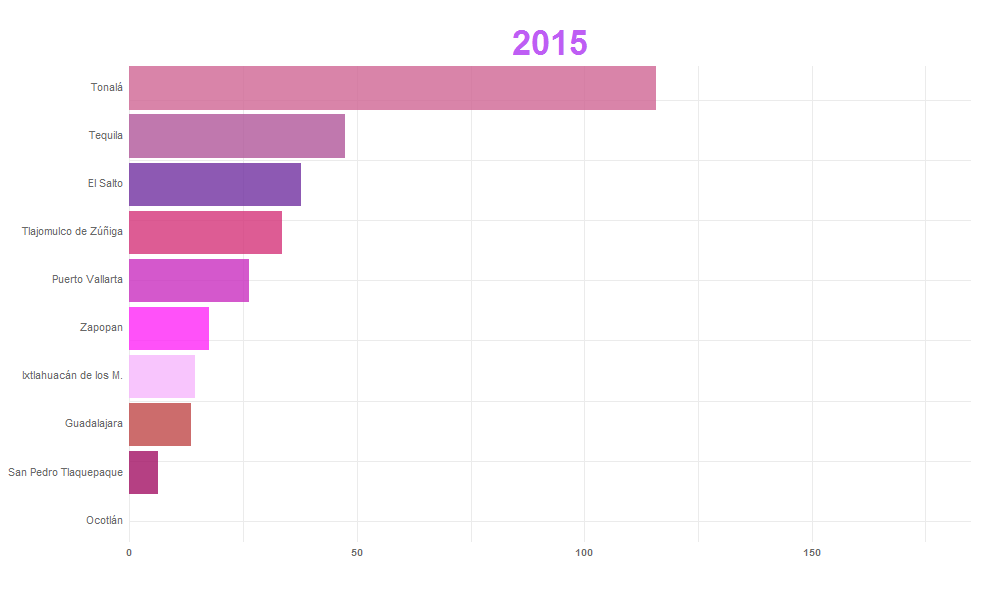 2015
Tonalá
Tequila
El Salto
Tlajomulco de Zúñiga
Puerto Vallarta
Zapopan
Ixtlahuacán de los M.
Guadalajara
San Pedro Tlaquepaque
Ocotlán
0 50 100 150